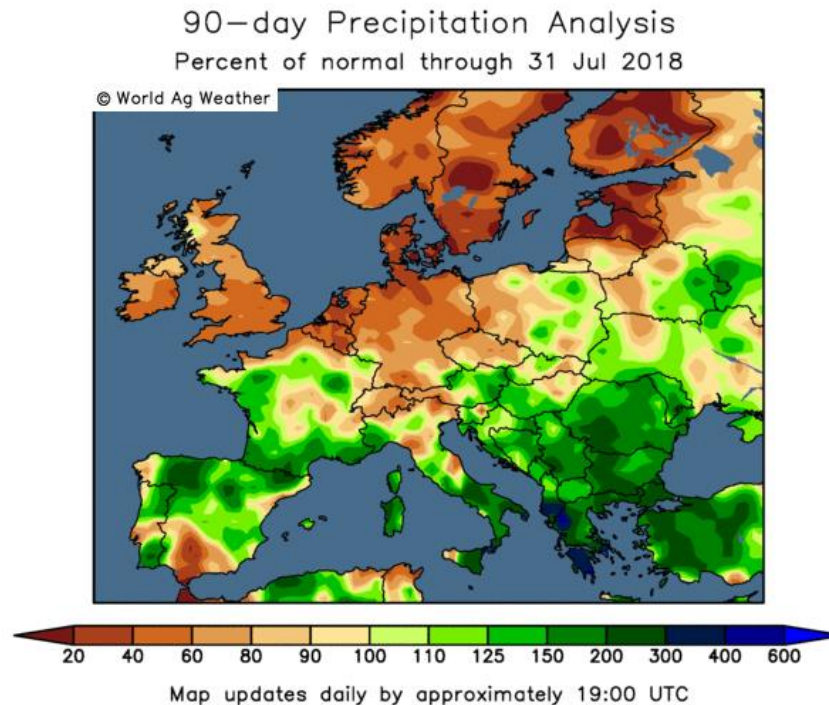 90-day Precipitation Analysis
Percent of normal through 31 Jul 2018
© World Ag Weather
20 40 60 80 90 100 110 125 150 200 300 400 600
Map updates daily by approximately 19:00 UTC